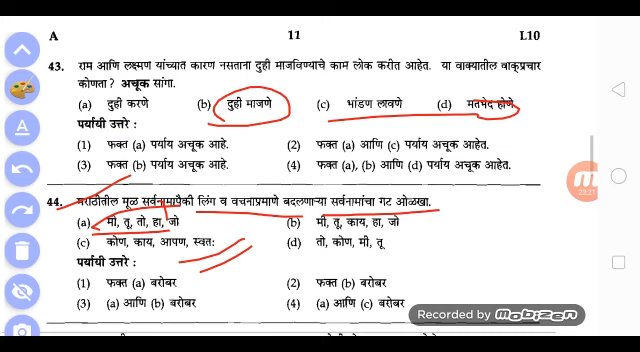 A 11 L10
43. राम आणि लक्ष्मण यांच्यात कारण नसताना दुही माजविण्याचे काम लोक करीत आहेत. या वाक्यातील वाक्प्रचार
कोणता ? अचूक सांगा.
(a) दुही करणे (b) दुही माजणे (c) भांडण लावणे (d) मतभेद होणे
पर्यायी उत्तरे :
(1) फक्त (a) पर्याय अचूक आहे. (2) फक्त (a) आणि (c) पर्याय अचूक आहेत.
(3) फक्त (b) पर्याय अचूक आहे. (4) फक्त (a), (b) आणि (d) पर्याय अचूक आहेत.
44. मराठीतील मूळ सर्वनामापैकी लिंग व वचनाप्रमाणे बदलणाऱ्या सर्वनामांचा गट ओळखा.
(a) मी, तू, तो, हा, जो (b) मी, तू, काय, हा, जो
(c) कोण, काय, आपण, स्वतः (d) तो, कोण, मी, तू
पर्यायी उत्तरे :
(1) फक्त (a) बरोबर (2) फक्त (b) बरोबर
(3) (a) आणि (b) बरोबर (4) (a) आणि (c) बरोबर
Recorded by mobizen